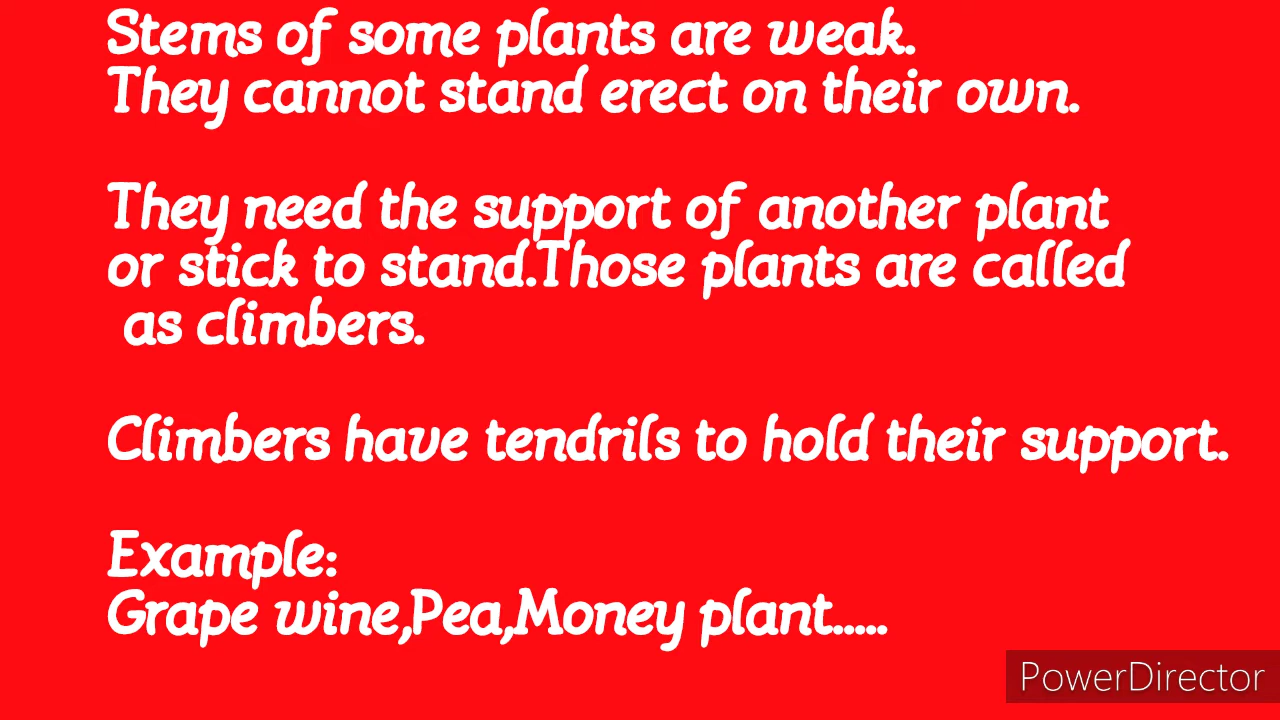 Stems of some plants are weak.
They cannot stand erect on their own.
They need the support of another plant
or stick to stand.Those plants are called
as climbers.
Climbers have tendrils to hold their support.
Example:
Grape wine,Pea,Money plant.....
PowerDirector